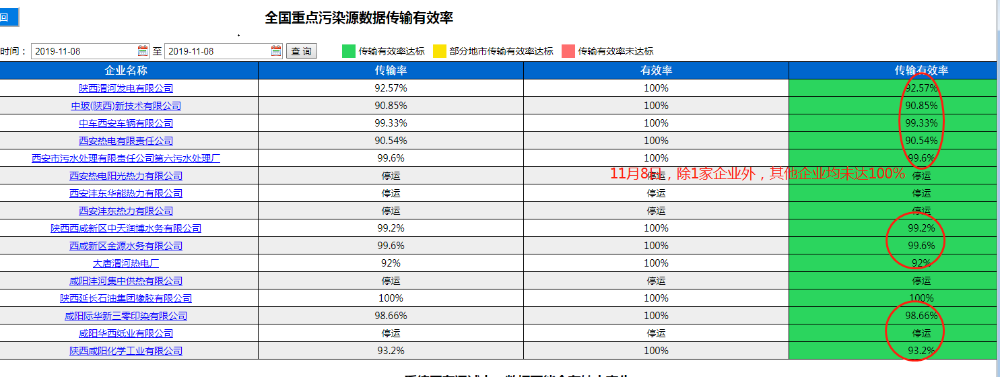 回
全国重点污染源数据传输有效率
时间： 2019-11-08 至 2019-11-08 查 询 传输有效率达标 部分地市传输有效率达标 传输有效率未达标
企业名称 传输率 有效率 传输有效率
陕西渭河发电有限公司 92.57% 100% 92.57%
中玻(陕西)新技术有限公司 90.85% 100% 90.85%
中车西安车辆有限公司 99.33% 100% 99.33%
西安热电有限责任公司 90.54% 100% 90.54%
西安市污水处理有限责任公司第六污水处理厂 99.6% 100% 99.6%
11月8日，除1家企业外，其他企业均未达100%
西安热电阳光热力有限公司 停运 停运 停运
西安沣东华能热力有限公司 停运 停运 停运
西安沣东热力有限公司 停运 停运 停运
陕西西咸新区中天润博水务有限公司 99.2% 100% 99.2%
西咸新区金源水务有限公司 99.6% 100% 99.6%
大唐渭河热电厂 92% 100% 92%
咸阳沣河集中供热有限公司 停运 停运 停运
陕西延长石油集团橡胶有限公司 100% 100% 100%
咸阳际华新三零印染有限公司 98.66% 100% 98.66%
咸阳华西纸业有限公司 停运 停运 停运
陕西咸阳化学工业有限公司 93.2% 100% 93.2%